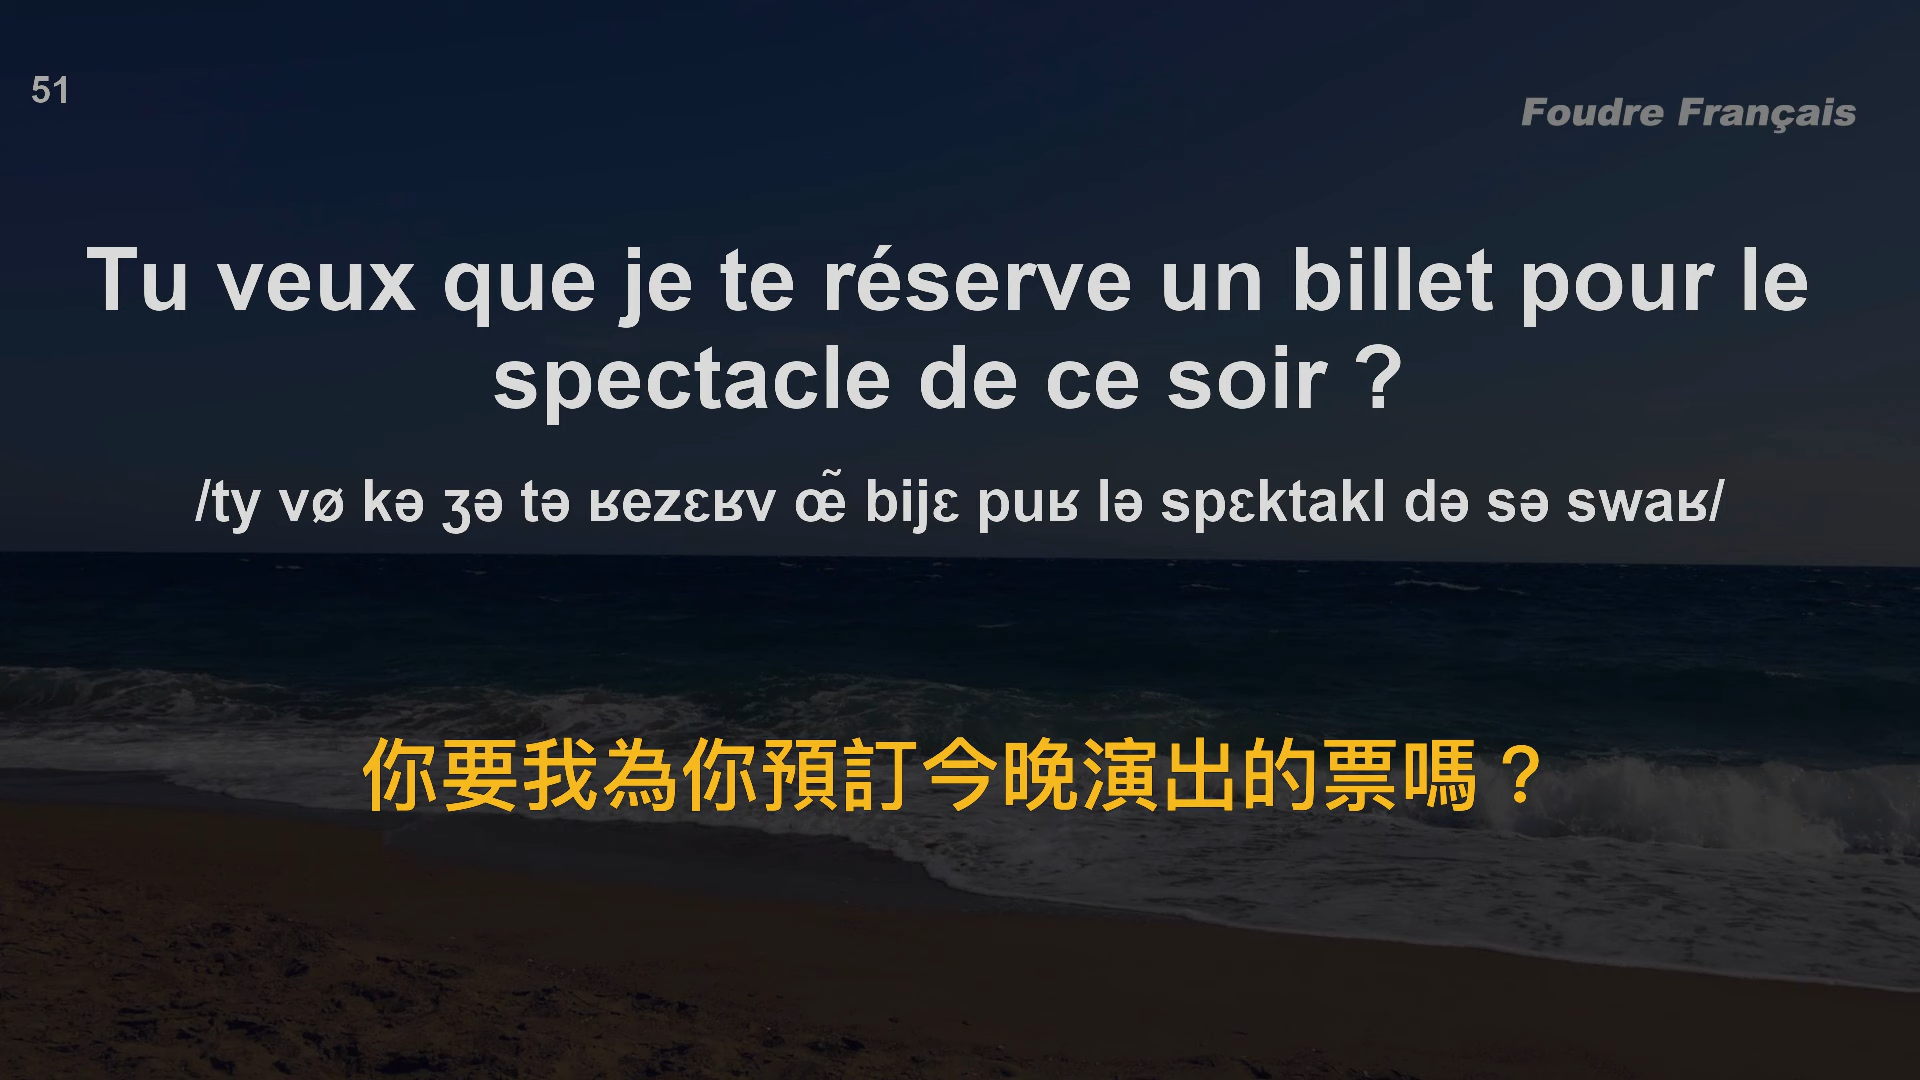 51
Foudre Français
Tu veux que je te réserve un billet pour le
spectacle de ce soir ?
/ty vø kə ʒə tə ʁezɛʁv œ̃ bijɛ puʁ lə spɛktakl də sə swaʁ/
你要我為你預訂今晚演出的票嗎？